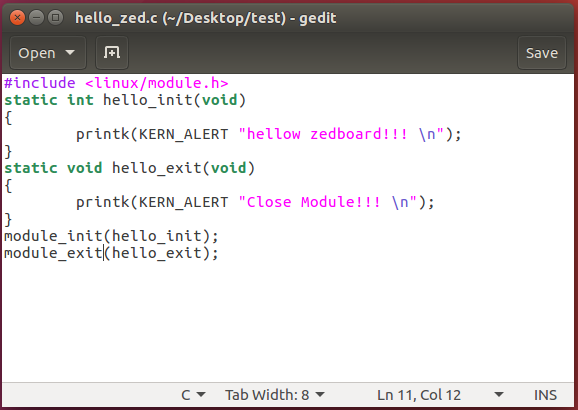 hello_zed.c (~/Desktop/test) - gedit
Open Save
#include <linux/module.h>
static int hello_init(void)
{
        printk(KERN_ALERT "hellow zedboard!!! \n");
}
static void hello_exit(void)
{
        printk(KERN_ALERT "Close Module!!! \n");
}
module_init(hello_init);
module_exit(hello_exit);
C Tab Width: 8 Ln 11, Col 12 INS